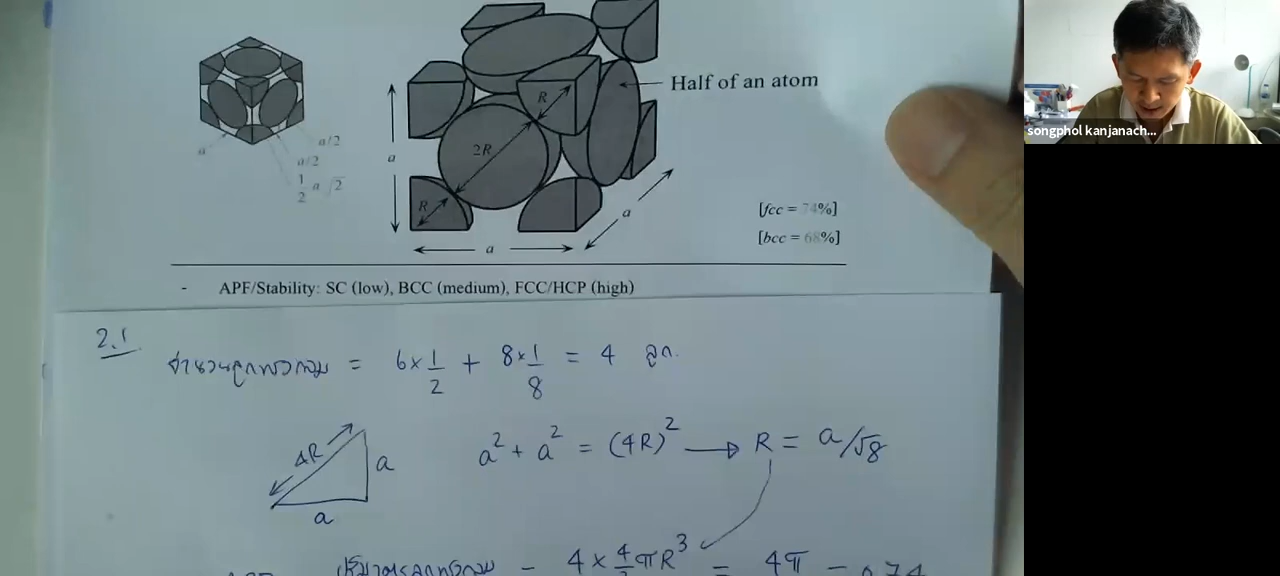 Half of an atom
R
2R
R
a
a
a
a
a/2
a/2
1/2 a √2
[fcc = 74%]
[bcc = 68%]
- APF/Stability: SC (low), BCC (medium), FCC/HCP (high)
songphol kanjanach...
2.1
จำนวนลูกทรงกลม = 6×1/2 + 8×1/8 = 4 ลูก.
4R
a
a
a² + a² = (4R)² → R = a/√8
4 × 4/ πR³ = 4π = 0.74